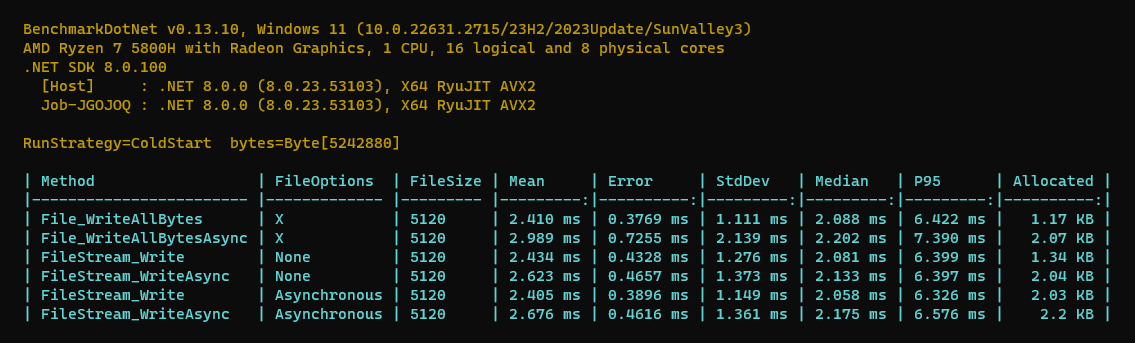 BenchmarkDotNet v0.13.10, Windows 11 (10.0.22631.2715/23H2/2023Update/SunValley3)
AMD Ryzen 7 5800H with Radeon Graphics, 1 CPU, 16 logical and 8 physical cores
.NET SDK 8.0.100
  [Host]     : .NET 8.0.0 (8.0.23.53103), X64 RyuJIT AVX2
  Job-JGOJOQ : .NET 8.0.0 (8.0.23.53103), X64 RyuJIT AVX2

RunStrategy=ColdStart  bytes=Byte[5242880]

| Method                  | FileOptions  | FileSize | Mean     | Error     | StdDev   | Median   | P95      | Allocated |
|------------------------ |------------- |--------- |---------:|----------:|---------:|---------:|---------:|----------:|
| File_WriteAllBytes      | X            | 5120     | 2.410 ms | 0.3769 ms | 1.111 ms | 2.088 ms | 6.422 ms |   1.17 KB |
| File_WriteAllBytesAsync | X            | 5120     | 2.989 ms | 0.7255 ms | 2.139 ms | 2.202 ms | 7.390 ms |   2.07 KB |
| FileStream_Write        | None         | 5120     | 2.434 ms | 0.4328 ms | 1.276 ms | 2.081 ms | 6.399 ms |   1.34 KB |
| FileStream_WriteAsync   | None         | 5120     | 2.623 ms | 0.4657 ms | 1.373 ms | 2.133 ms | 6.397 ms |   2.04 KB |
| FileStream_Write        | Asynchronous | 5120     | 2.405 ms | 0.3896 ms | 1.149 ms | 2.058 ms | 6.326 ms |   2.03 KB |
| FileStream_WriteAsync   | Asynchronous | 5120     | 2.676 ms | 0.4616 ms | 1.361 ms | 2.175 ms | 6.576 ms |    2.2 KB |